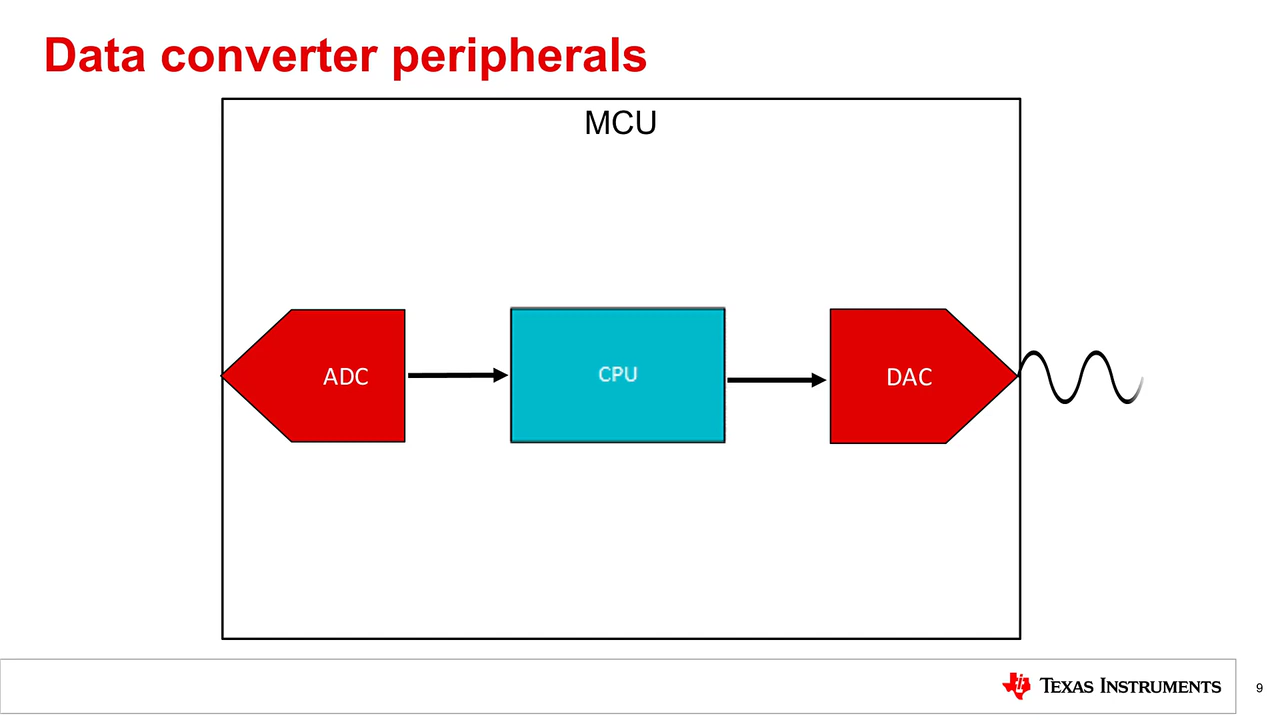 Data converter peripherals
MCU
ADC
CPU
DAC
TEXAS INSTRUMENTS
9